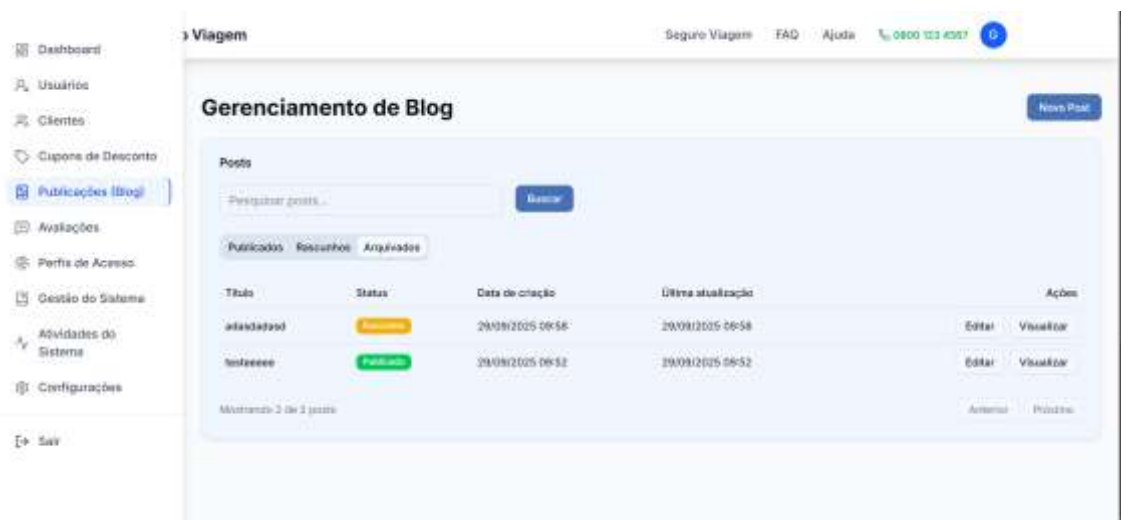 Dashboard
Usuários
Clientes
Cupons de Desconto
Publicações (Blog)
Avaliações
Perfis de Acesso
Gestão do Sistema
Atividades do
Sistema
Configurações
Sair
o Viagem
Seguro Viagem FAQ Ajuda 0800 123 4567 G
Gerenciamento de Blog
Novo Post
Posts
Pesquisar posts...
Buscar
Publicados Rascunhos Arquivados
Título Status Data de criação Última atualização Ações
adasdadasd Rascunho 29/09/2025 09:58 29/09/2025 09:58 Editar Visualizar
testeeeee Publicado 29/09/2025 09:52 29/09/2025 09:52 Editar Visualizar
Mostrando 2 de 2 posts
Anterior Próximo